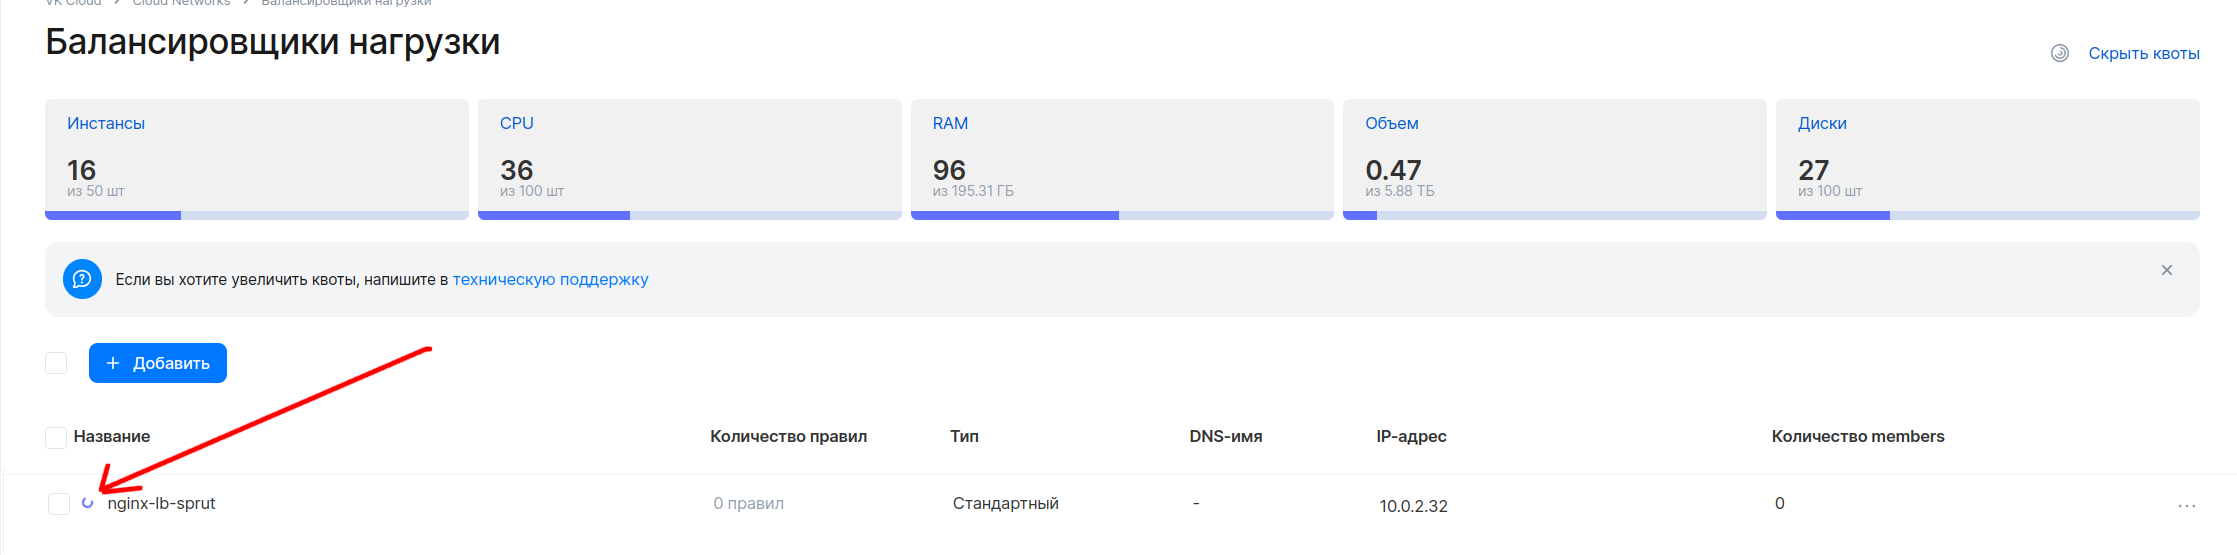 VK Cloud > Cloud Networks > Балансировщики нагрузки
Балансировщики нагрузки
Скрыть квоты
Инстансы
16
из 50 шт
CPU
36
из 100 шт
RAM
96
из 195.31 ГБ
Объем
0.47
из 5.88 ТБ
Диски
27
из 100 шт
Если вы хотите увеличить квоты, напишите в техническую поддержку
+ Добавить
Название Количество правил Тип DNS-имя IP-адрес Количество members
nginx-lb-sprut 0 правил Стандартный - 10.0.2.32 0